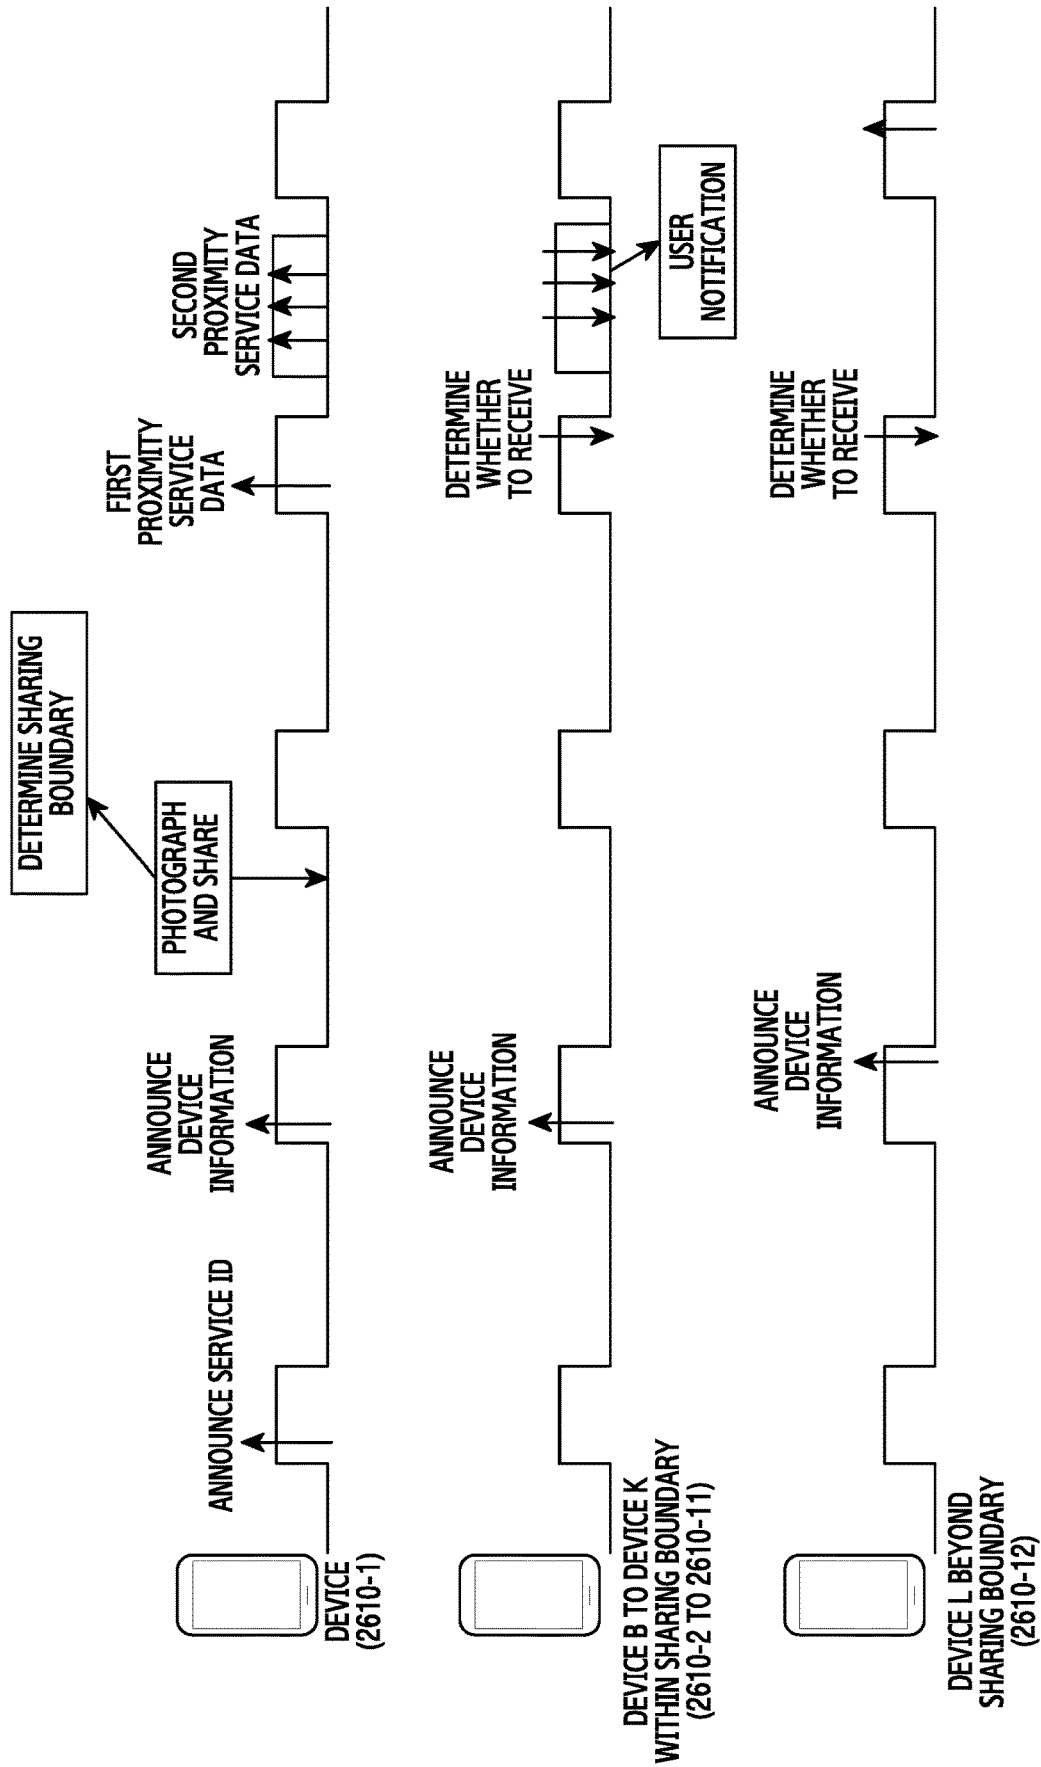 DEVICE
(2610-1)
ANNOUNCE SERVICE ID
ANNOUNCE
DEVICE
INFORMATION
PHOTOGRAPH
AND SHARE
DETERMINE SHARING
BOUNDARY
FIRST
PROXIMITY
SERVICE
DATA
SECOND
PROXIMITY
SERVICE DATA
DEVICE B TO DEVICE K
WITHIN SHARING BOUNDARY
(2610-2 TO 2610-11)
ANNOUNCE
DEVICE
INFORMATION
DETERMINE
WHETHER
TO RECEIVE
USER
NOTIFICATION
DEVICE L BEYOND
SHARING BOUNDARY
(2610-12)
ANNOUNCE
DEVICE
INFORMATION
DETERMINE
WHETHER
TO RECEIVE